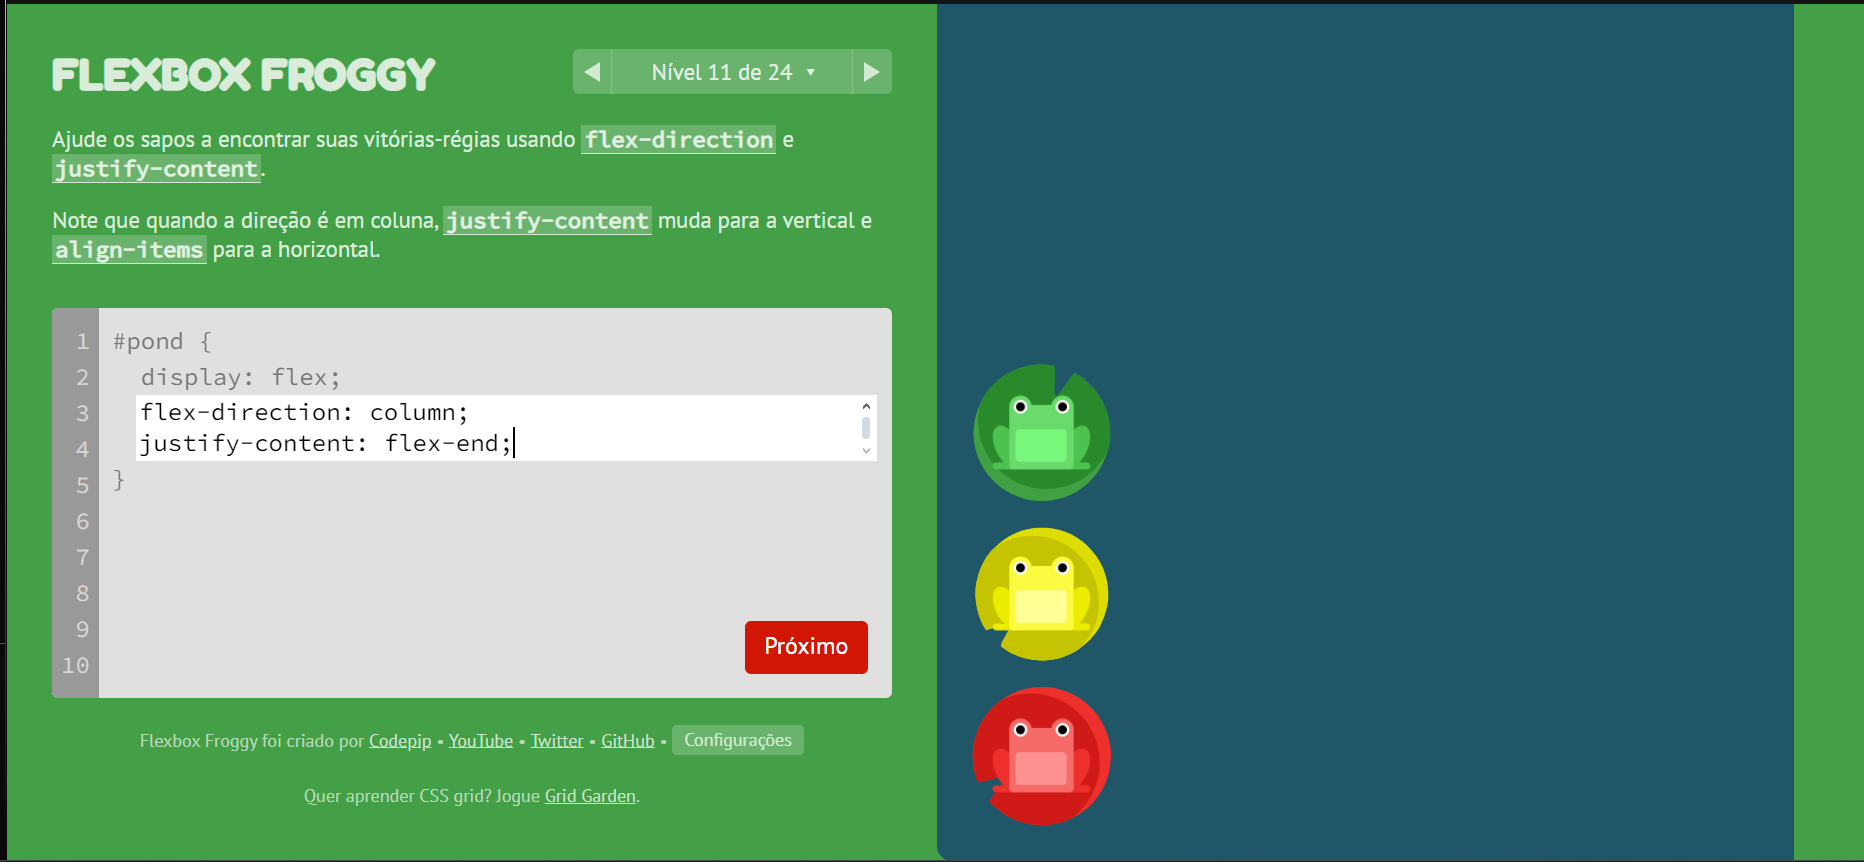 FLEXBOX FROGGY
◀ Nível 11 de 24 ▼ ▶
Ajude os sapos a encontrar suas vitórias-régias usando flex-direction e
justify-content.
Note que quando a direção é em coluna, justify-content muda para a vertical e
align-items para a horizontal.
1 #pond {
2 display: flex;
3 flex-direction: column;
4 justify-content: flex-end;
5 }
6
7
8
9
10
Próximo
Flexbox Froggy foi criado por Codepip • YouTube • Twitter • GitHub • Configurações
Quer aprender CSS grid? Jogue Grid Garden.